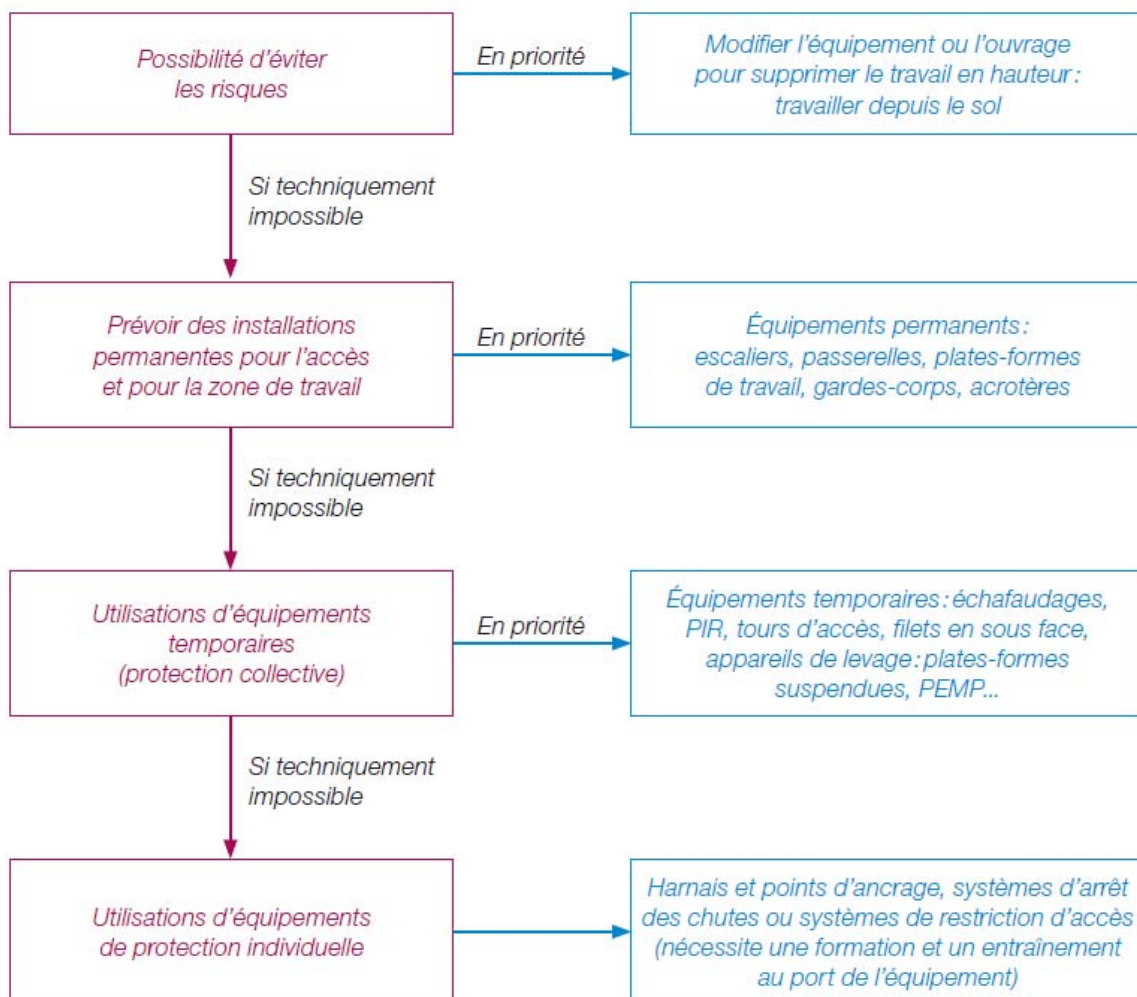 Possibilité d'éviter
les risques
En priorité
Modifier l'équipement ou l'ouvrage
pour supprimer le travail en hauteur :
travailler depuis le sol
Si techniquement
impossible
Prévoir des installations
permanentes pour l'accès
et pour la zone de travail
En priorité
Équipements permanents :
escaliers, passerelles, plates-formes
de travail, gardes-corps, acrotères
Si techniquement
impossible
Utilisations d'équipements
temporaires
(protection collective)
En priorité
Équipements temporaires : échafaudages,
PIR, tours d'accès, filets en sous face,
appareils de levage : plates-formes
suspendues, PEMP...
Si techniquement
impossible
Utilisations d'équipements
de protection individuelle
Harnais et points d'ancrage, systèmes d'arrêt
des chutes ou systèmes de restriction d'accès
(nécessite une formation et un entraînement
au port de l'équipement)